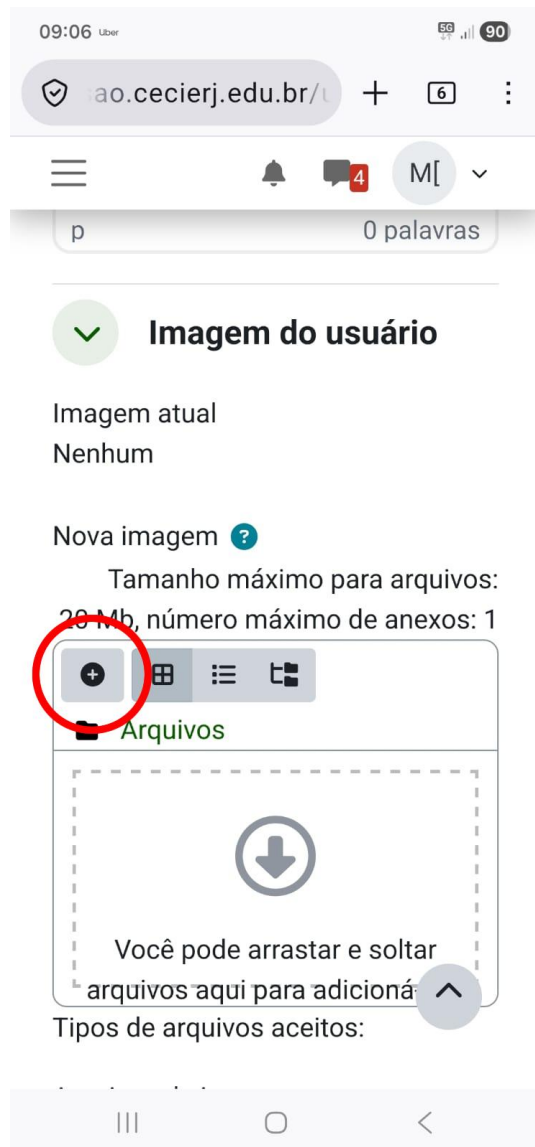 09:06 Uber 5G 90
ao.cecierj.edu.br/u 6
4 M[
p 0 palavras
Imagem do usuário
Imagem atual
Nenhum
Nova imagem ?
Tamanho máximo para arquivos:
20 Mb, número máximo de anexos: 1
Arquivos
Você pode arrastar e soltar
arquivos aqui para adicioná-
Tipos de arquivos aceitos: